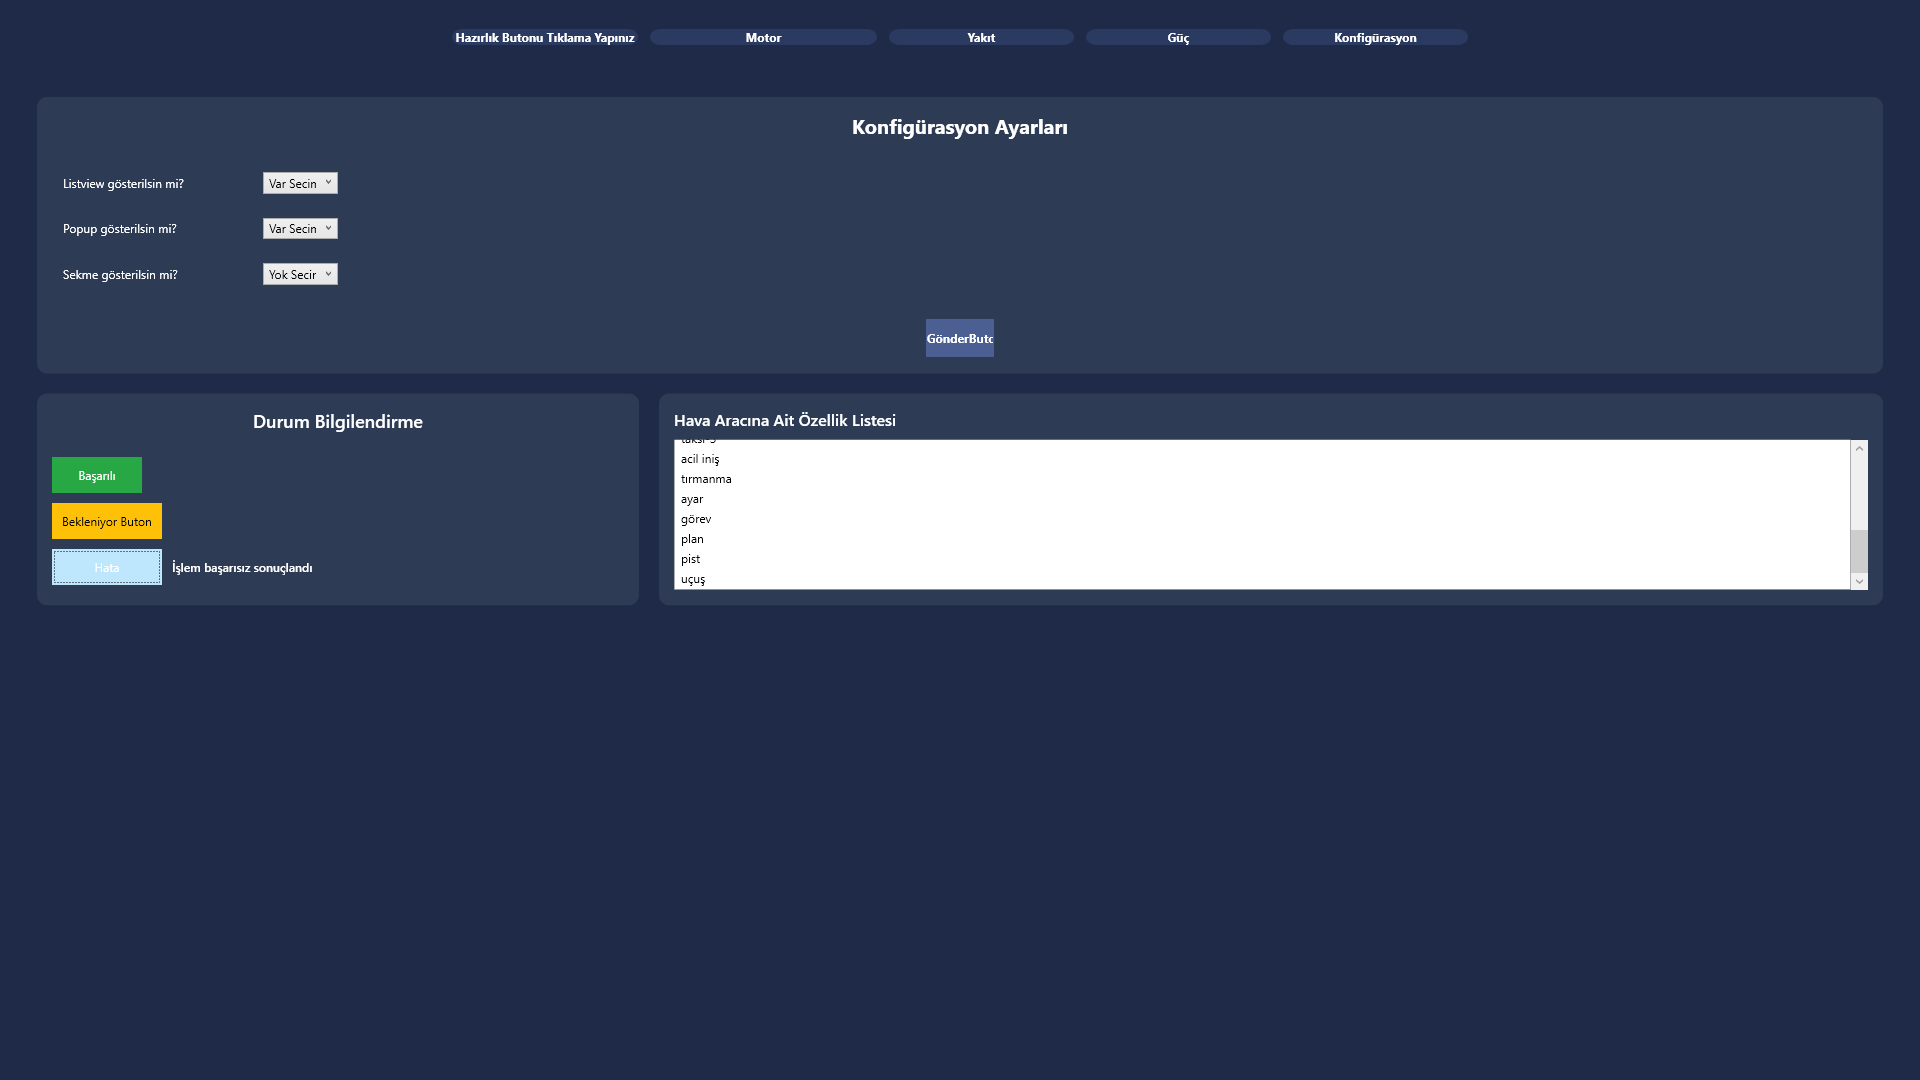 Hazırlık Butonu Tıklama Yapınız
Motor
Yakıt
Güç
Konfigürasyon
Konfigürasyon Ayarları
Listview gösterilsin mi?
Var Secin
Popup gösterilsin mi?
Var Secin
Sekme gösterilsin mi?
Yok Secir
GönderButc
Durum Bilgilendirme
Başarılı
Bekleniyor Buton
Hata
İşlem başarısız sonuçlandı
Hava Aracına Ait Özellik Listesi
acil iniş
tırmanma
ayar
görev
plan
pist
uçuş